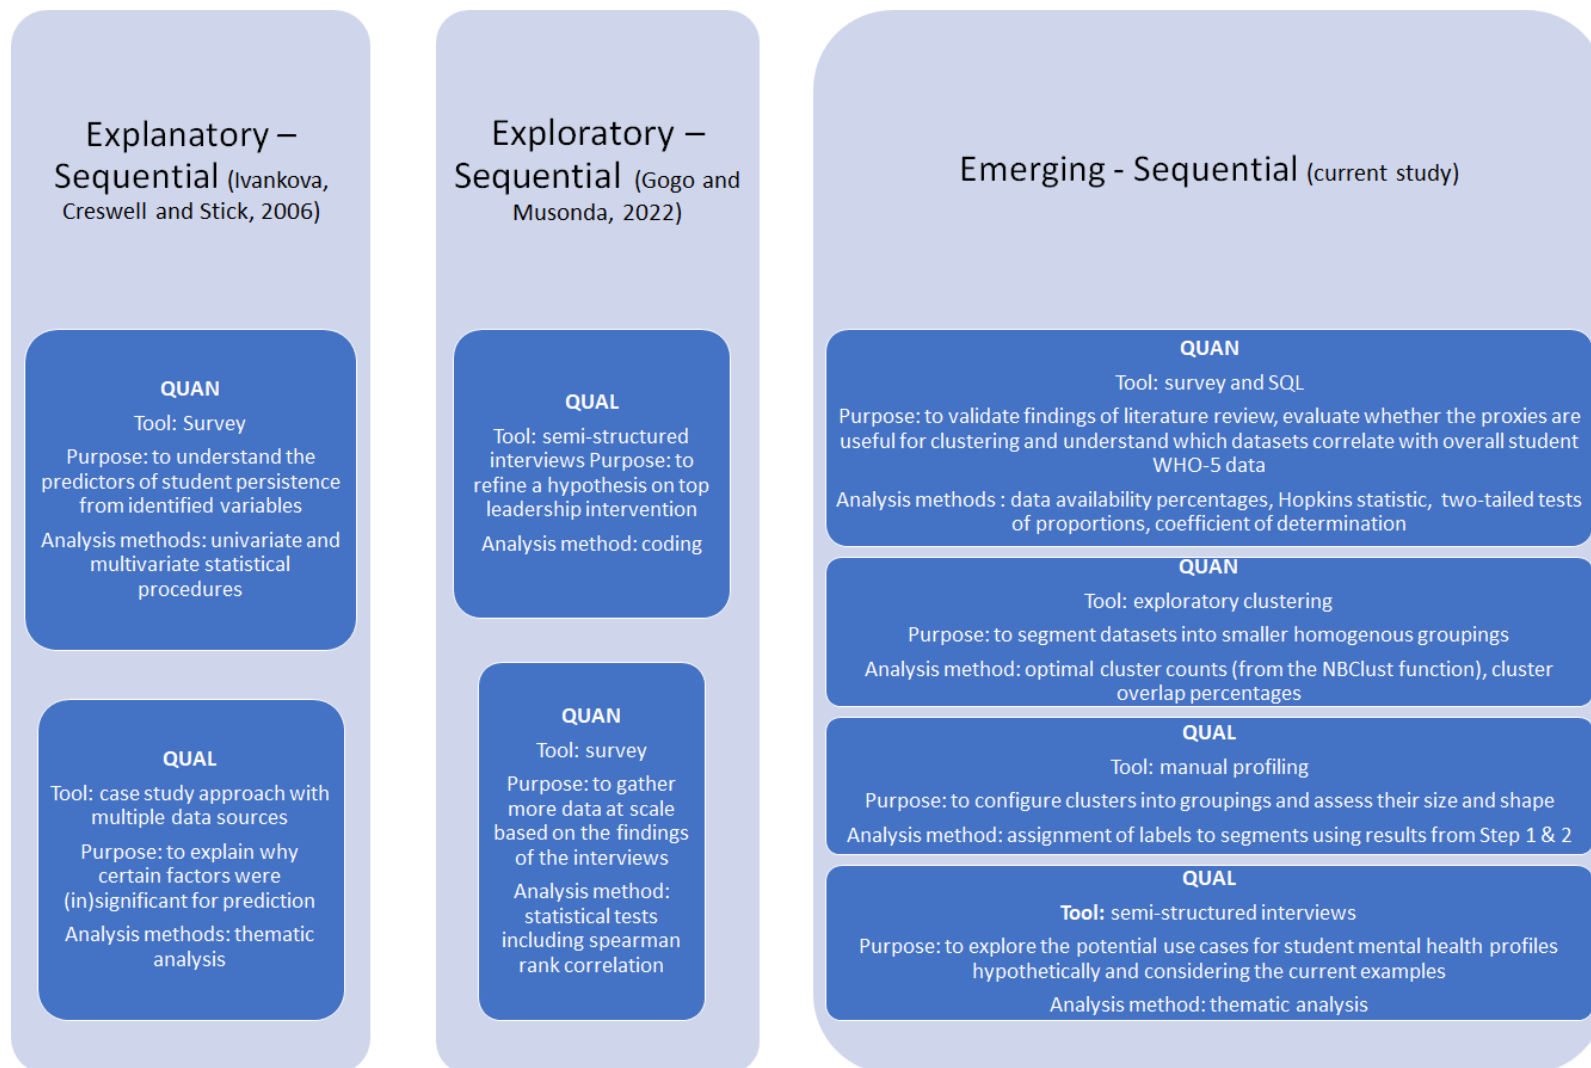 Explanatory –
Sequential (Ivankova,
Creswell and Stick, 2006)
QUAN
Tool: Survey
Purpose: to understand the
predictors of student persistence
from identified variables
Analysis methods: univariate and
multivariate statistical
procedures
QUAL
Tool: case study approach with
multiple data sources
Purpose: to explain why
certain factors were
(in)significant for prediction
Analysis methods: thematic
analysis
Exploratory –
Sequential (Gogo and
Musonda, 2022)
QUAL
Tool: semi-structured
interviews Purpose: to
refine a hypothesis on top
leadership intervention
Analysis method: coding
QUAN
Tool: survey
Purpose: to gather
more data at scale
based on the findings
of the interviews
Analysis method:
statistical tests
including spearman
rank correlation
Emerging - Sequential (current study)
QUAN
Tool: survey and SQL
Purpose: to validate findings of literature review, evaluate whether the proxies are
useful for clustering and understand which datasets correlate with overall student
WHO-5 data
Analysis methods : data availability percentages, Hopkins statistic, two-tailed tests
of proportions, coefficient of determination
QUAN
Tool: exploratory clustering
Purpose: to segment datasets into smaller homogenous groupings
Analysis method: optimal cluster counts (from the NBClust function), cluster
overlap percentages
QUAL
Tool: manual profiling
Purpose: to configure clusters into groupings and assess their size and shape
Analysis method: assignment of labels to segments using results from Step 1 & 2
QUAL
Tool: semi-structured interviews
Purpose: to explore the potential use cases for student mental health profiles
hypothetically and considering the current examples
Analysis method: thematic analysis